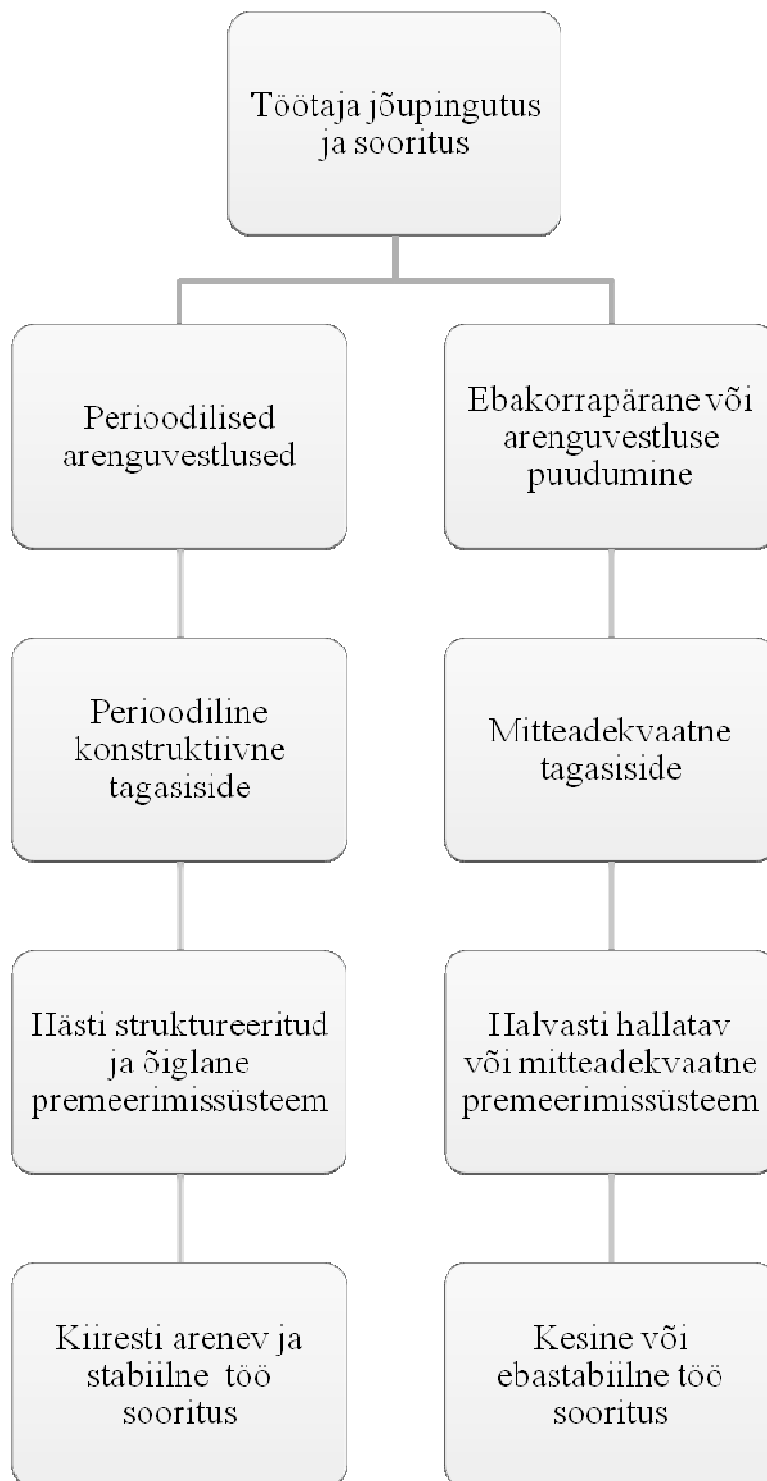 Töötaja jõupingutus
ja sooritus
Perioodilised
arenguvestlused
Ebakorrapärane või
arenguvestluse
puudumine
Perioodiline
konstruktiivne
tagasiside
Mitteadekvaatne
tagasiside
Hästi struktureeritud
ja õiglane
premeerimissüsteem
Halvasti hallatav
või mitteadekvaatne
premeerimissüsteem
Kiiresti arenev ja
stabiilne töö
sooritus
Kesine või
ebastabiilne töö
sooritus